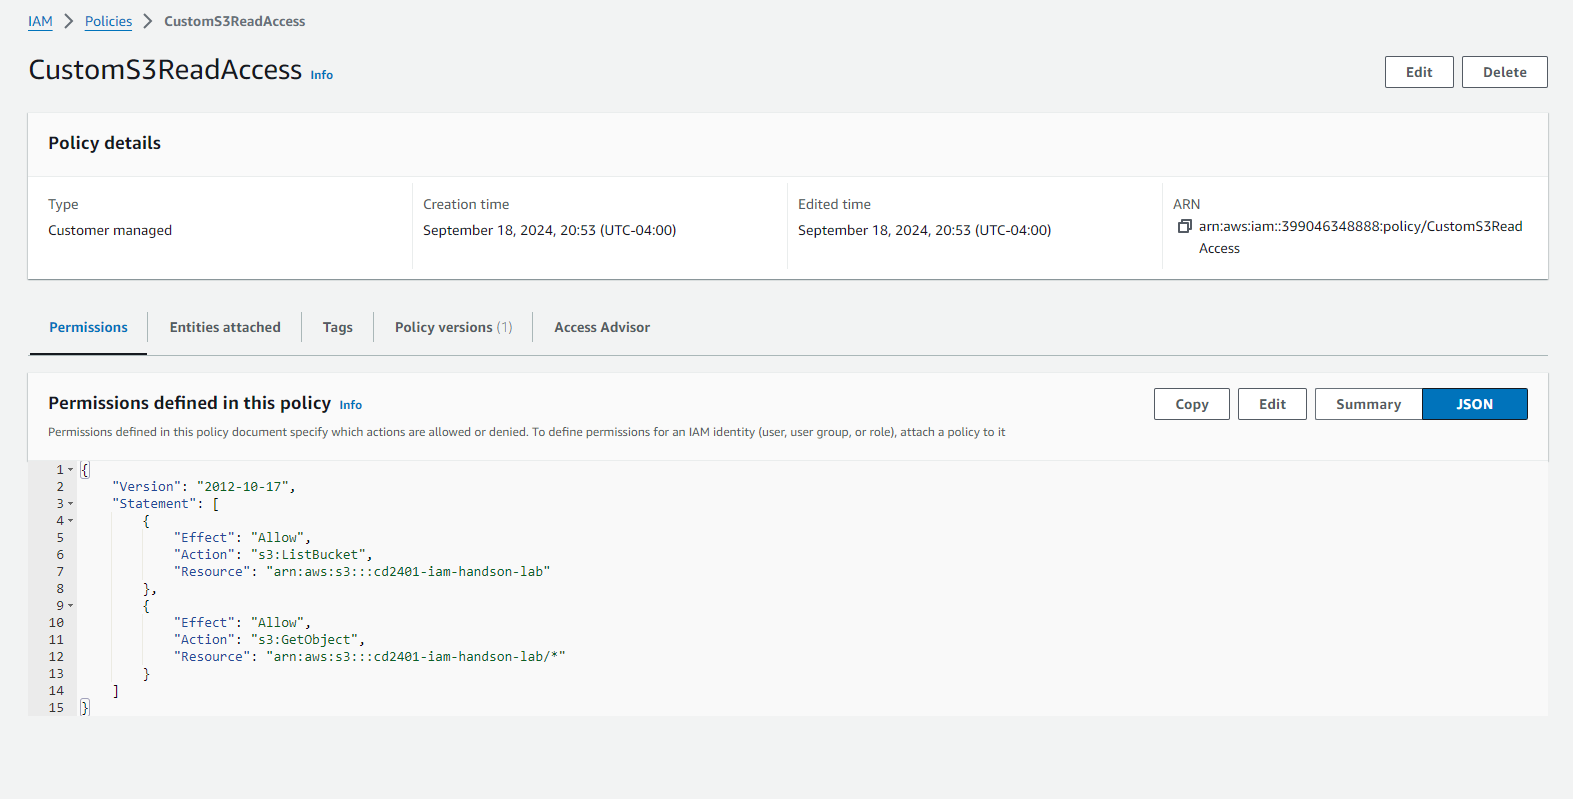 IAM > Policies > CustomS3ReadAccess
CustomS3ReadAccess Info
Edit Delete
Policy details
Type
Customer managed
Creation time
September 18, 2024, 20:53 (UTC-04:00)
Edited time
September 18, 2024, 20:53 (UTC-04:00)
ARN
arn:aws:iam::399046348888:policy/CustomS3Read
Access
Permissions Entities attached Tags Policy versions (1) Access Advisor
Permissions defined in this policy Info
Copy Edit Summary JSON
Permissions defined in this policy document specify which actions are allowed or denied. To define permissions for an IAM identity (user, user group, or role), attach a policy to it
1 {
2     "Version": "2012-10-17",
3     "Statement": [
4         {
5             "Effect": "Allow",
6             "Action": "s3:ListBucket",
7             "Resource": "arn:aws:s3:::cd2401-iam-handson-lab"
8         },
9         {
10             "Effect": "Allow",
11             "Action": "s3:GetObject",
12             "Resource": "arn:aws:s3:::cd2401-iam-handson-lab/*"
13         }
14     ]
15 }